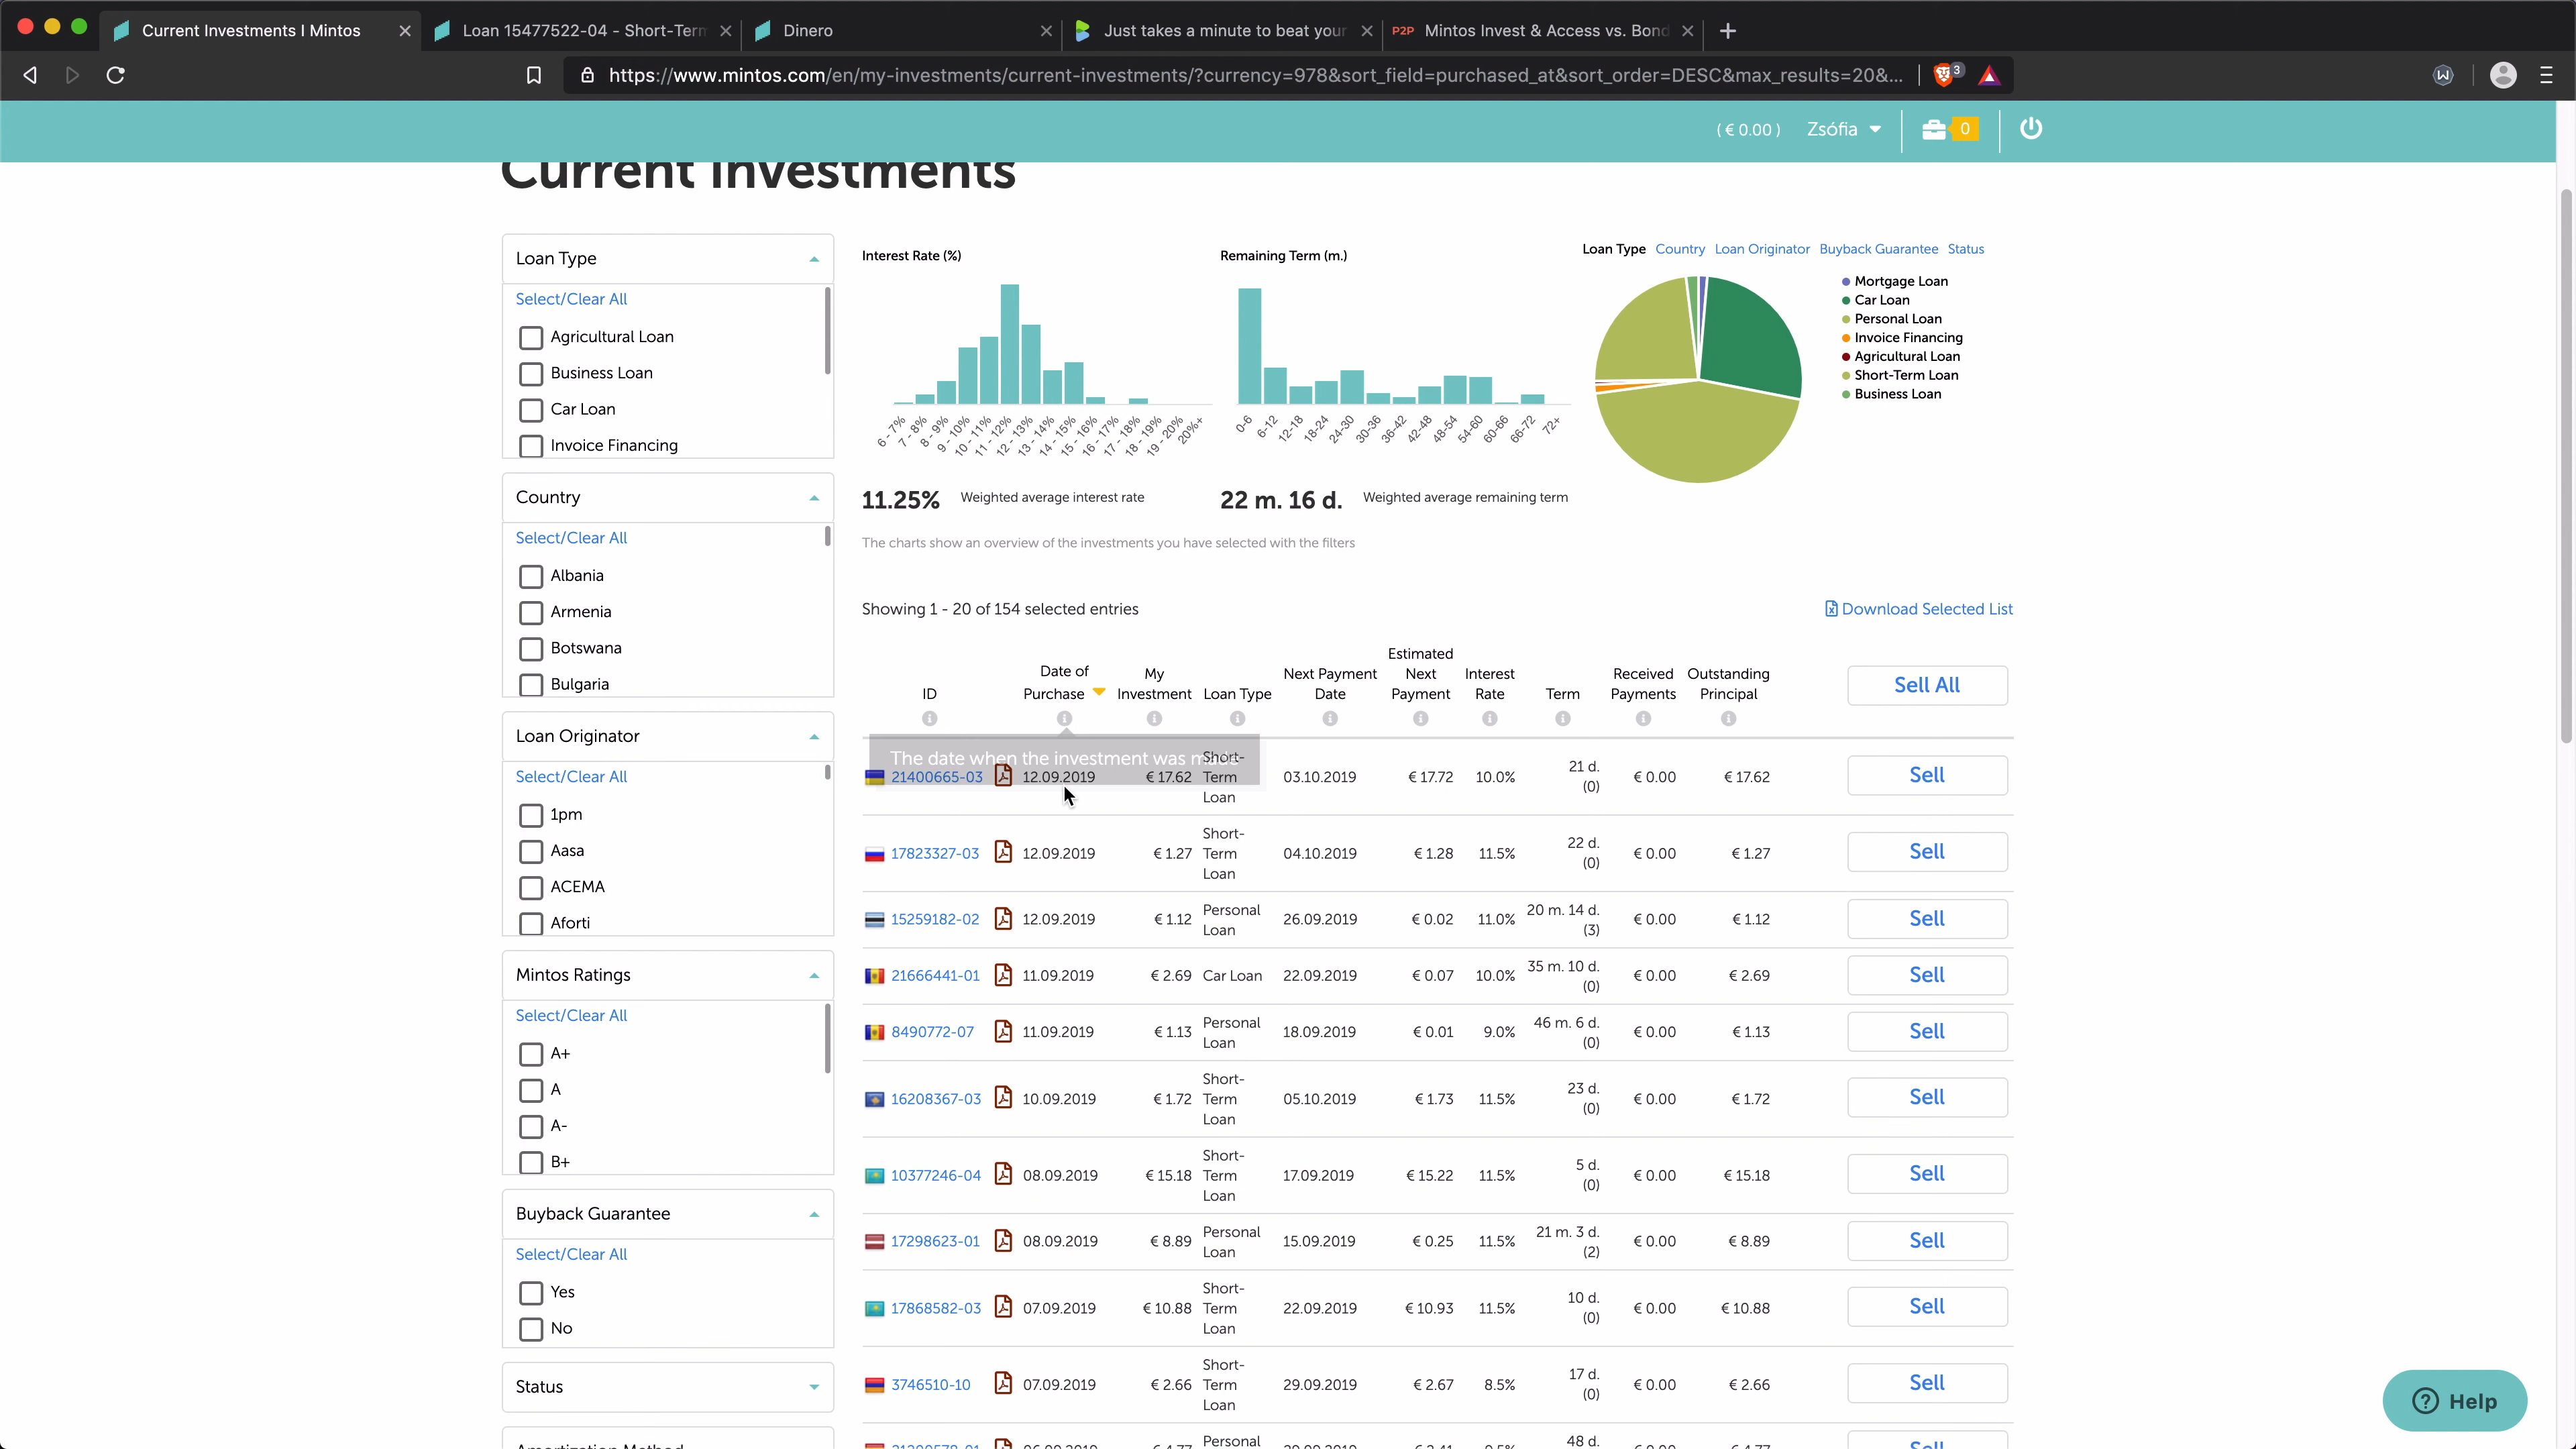 Current Investments I Mintos
Loan 15477522-04 - Short-Term
Dinero
Just takes a minute to beat your
P2P Mintos Invest & Access vs. Bond
https://www.mintos.com/en/my-investments/current-investments/?currency=978&sort_field=purchased_at&sort_order=DESC&max_results=20&...
3
(€ 0.00)
Zsófia
0
Current Investments
Loan Type
Select/Clear All
Agricultural Loan
Business Loan
Car Loan
Invoice Financing
Country
Select/Clear All
Albania
Armenia
Botswana
Bulgaria
Loan Originator
Select/Clear All
1pm
Aasa
ACEMA
Aforti
Mintos Ratings
Select/Clear All
A+
A
A-
B+
Buyback Guarantee
Select/Clear All
Yes
No
Status
Interest Rate (%)
6 - 7% 7 - 8% 8 - 9% 9 - 10% 10 - 11% 11 - 12% 12 - 13% 13 - 14% 14 - 15% 15 - 16% 16 - 17% 17 - 18% 18 - 19% 19 - 20% 20%+
11.25% Weighted average interest rate
Remaining Term (m.)
0-6 6-12 12-18 18-24 24-30 30-36 36-42 42-48 48-54 54-60 60-66 66-72 72+
22 m. 16 d. Weighted average remaining term
Loan Type Country Loan Originator Buyback Guarantee Status
Mortgage Loan
Car Loan
Personal Loan
Invoice Financing
Agricultural Loan
Short-Term Loan
Business Loan
The charts show an overview of the investments you have selected with the filters
Showing 1 - 20 of 154 selected entries
Download Selected List
ID
Date of Purchase
My Investment
Loan Type
Next Payment Date
Estimated Next Payment
Interest Rate
Term
Received Payments
Outstanding Principal
Sell All
The date when the investment was made
21400665-03 12.09.2019 € 17.62 Short-Term Loan 03.10.2019 € 17.72 10.0% 21 d. (0) € 0.00 € 17.62 Sell
17823327-03 12.09.2019 € 1.27 Short-Term Loan 04.10.2019 € 1.28 11.5% 22 d. (0) € 0.00 € 1.27 Sell
15259182-02 12.09.2019 € 1.12 Personal Loan 26.09.2019 € 0.02 11.0% 20 m. 14 d. (3) € 0.00 € 1.12 Sell
21666441-01 11.09.2019 € 2.69 Car Loan 22.09.2019 € 0.07 10.0% 35 m. 10 d. (0) € 0.00 € 2.69 Sell
8490772-07 11.09.2019 € 1.13 Personal Loan 18.09.2019 € 0.01 9.0% 46 m. 6 d. (0) € 0.00 € 1.13 Sell
16208367-03 10.09.2019 € 1.72 Short-Term Loan 05.10.2019 € 1.73 11.5% 23 d. (0) € 0.00 € 1.72 Sell
10377246-04 08.09.2019 € 15.18 Short-Term Loan 17.09.2019 € 15.22 11.5% 5 d. (0) € 0.00 € 15.18 Sell
17298623-01 08.09.2019 € 8.89 Personal Loan 15.09.2019 € 0.25 11.5% 21 m. 3 d. (2) € 0.00 € 8.89 Sell
17868582-03 07.09.2019 € 10.88 Short-Term Loan 22.09.2019 € 10.93 11.5% 10 d. (0) € 0.00 € 10.88 Sell
3746510-10 07.09.2019 € 2.66 Short-Term Loan 29.09.2019 € 2.67 8.5% 17 d. (0) € 0.00 € 2.66 Sell
Personal 48 d.
Help